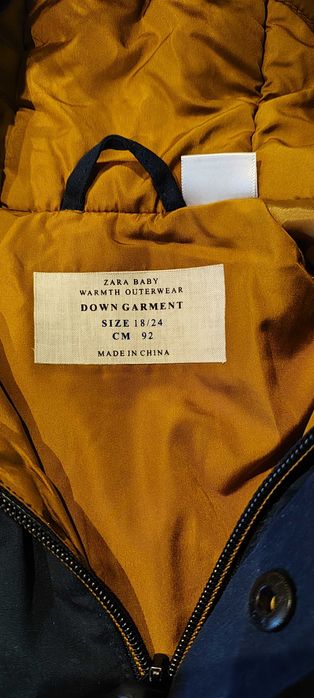 ZARA BABY
WARMTH OUTERWEAR
DOWN GARMENT
SIZE 18/24
CM 92
MADE IN CHINA